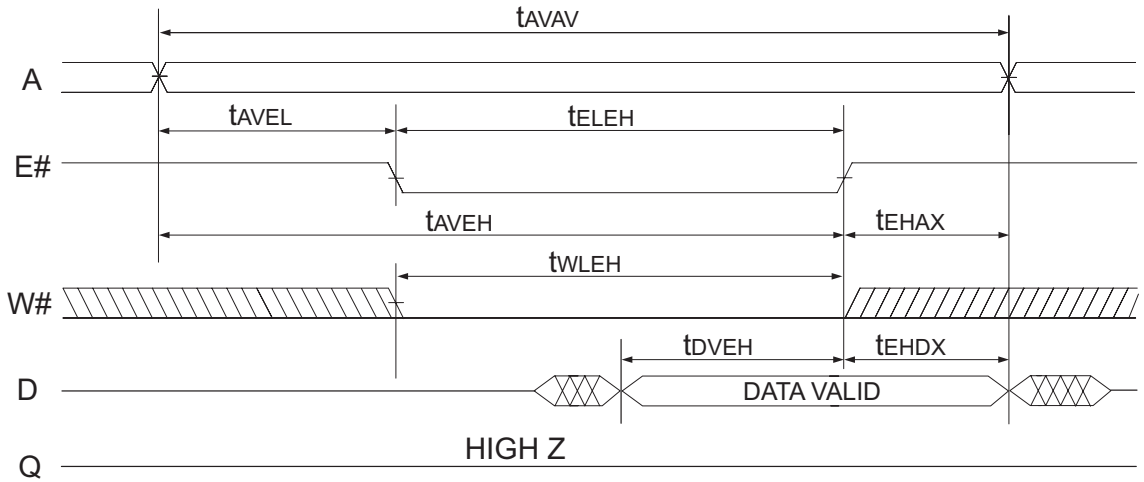 tAVAV
A
tAVEL tELEH
E#
tAVEH tEHAX
tWLEH
W#
tDVEH tEHDX
D DATA VALID
HIGH Z
Q